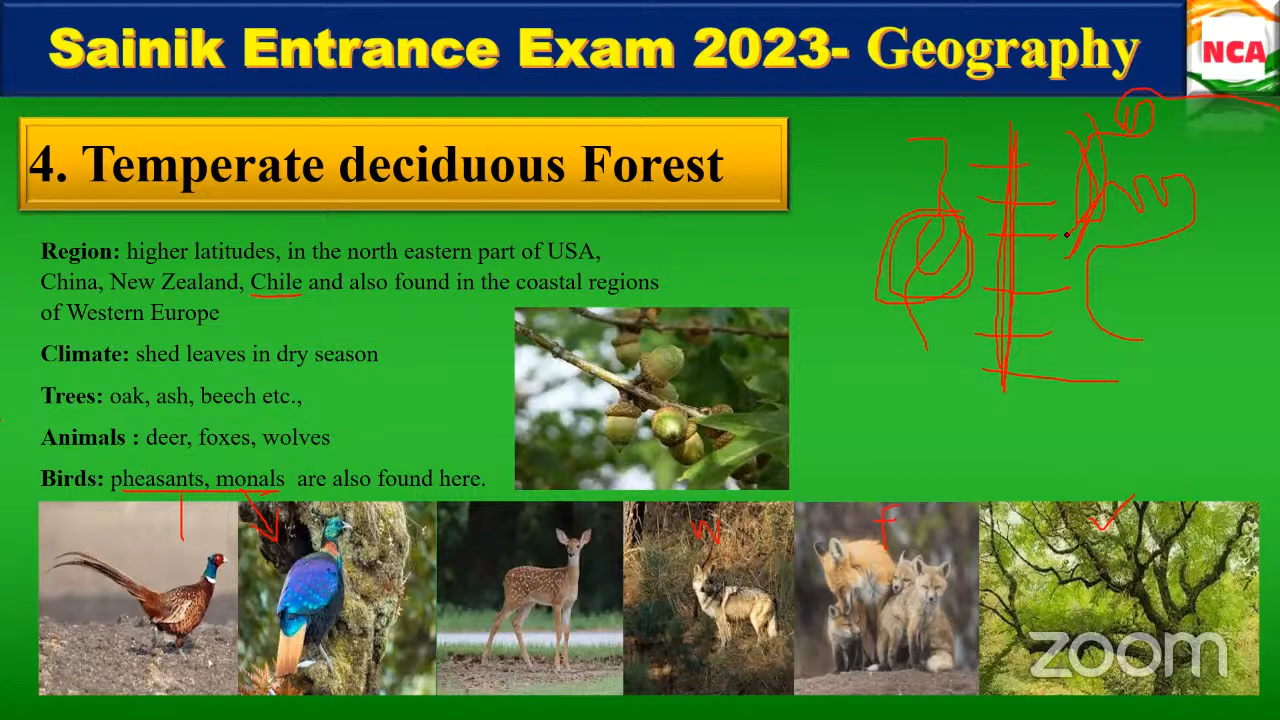 Sainik Entrance Exam 2023- Geography
NCA
4. Temperate deciduous Forest
Region: higher latitudes, in the north eastern part of USA,
China, New Zealand, Chile and also found in the coastal regions
of Western Europe
Climate: shed leaves in dry season
Trees: oak, ash, beech etc.,
Animals : deer, foxes, wolves
Birds: pheasants, monals are also found here.
W
f
zoom